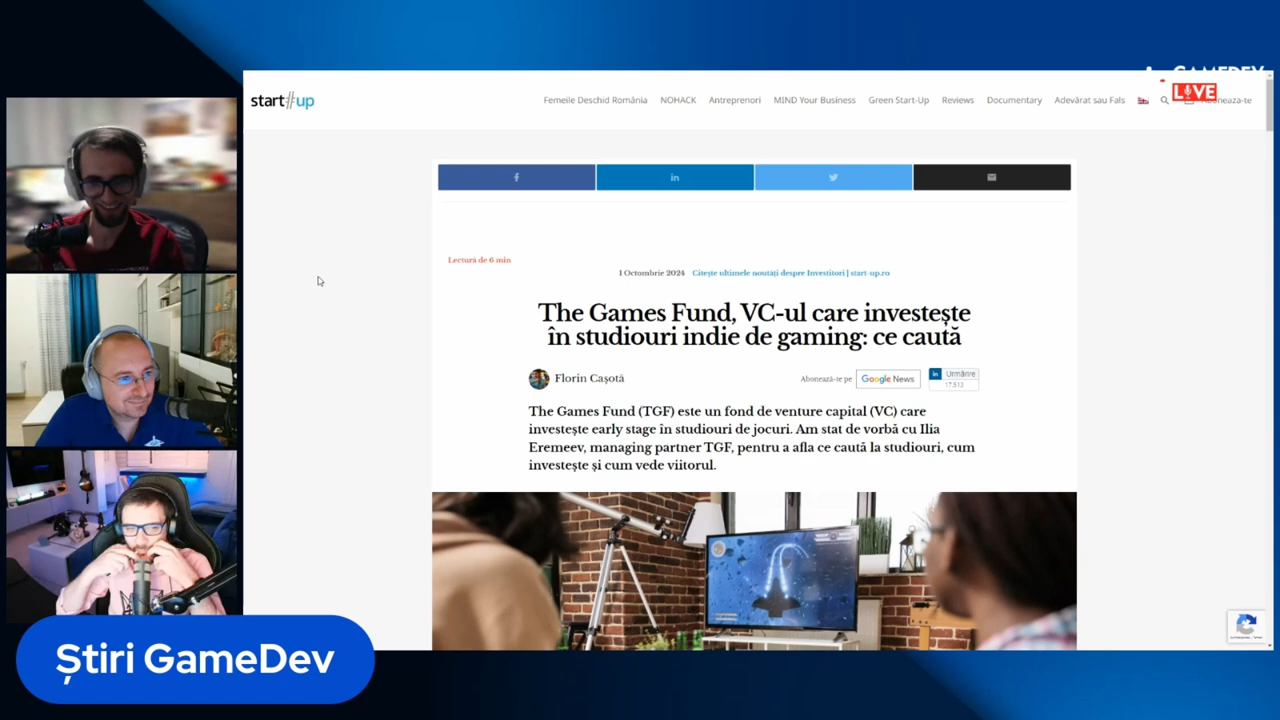 GAMEDEV
LIVE
start#up
Femeile Deschid România NOHACK Antreprenori MIND Your Business Green Start-Up Reviews Documentary Adevărat sau Fals
Lectură de 6 min
1 Octombrie 2024 Citește ultimele noutăți despre Investitori | start-up.ro
The Games Fund, VC-ul care investește
în studiouri indie de gaming: ce caută
Florin Cașotă
Abonează-te pe Google News
in Urmărire
17,513
The Games Fund (TGF) este un fond de venture capital (VC) care
investește early stage în studiouri de jocuri. Am stat de vorbă cu Ilia
Eremeev, managing partner TGF, pentru a afla ce caută la studiouri, cum
investește și cum vede viitorul.
Știri GameDev